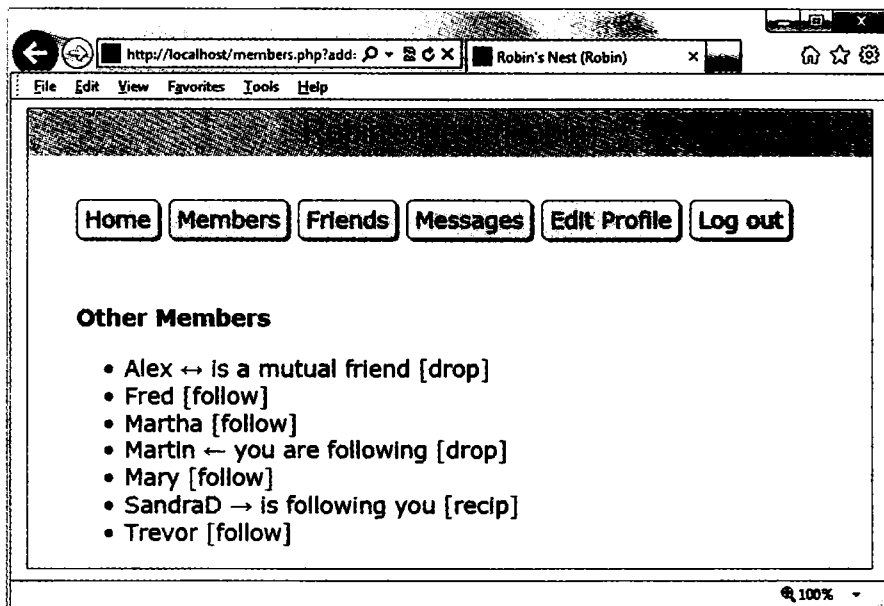 http://localhost/members.php?add:
Robin's Nest (Robin)
File Edit View Favorites Tools Help
Home Members Friends Messages Edit Profile Log out
Other Members
• Alex ↔ is a mutual friend [drop]
• Fred [follow]
• Martha [follow]
• Martin ← you are following [drop]
• Mary [follow]
• SandraD → is following you [recip]
• Trevor [follow]
100%